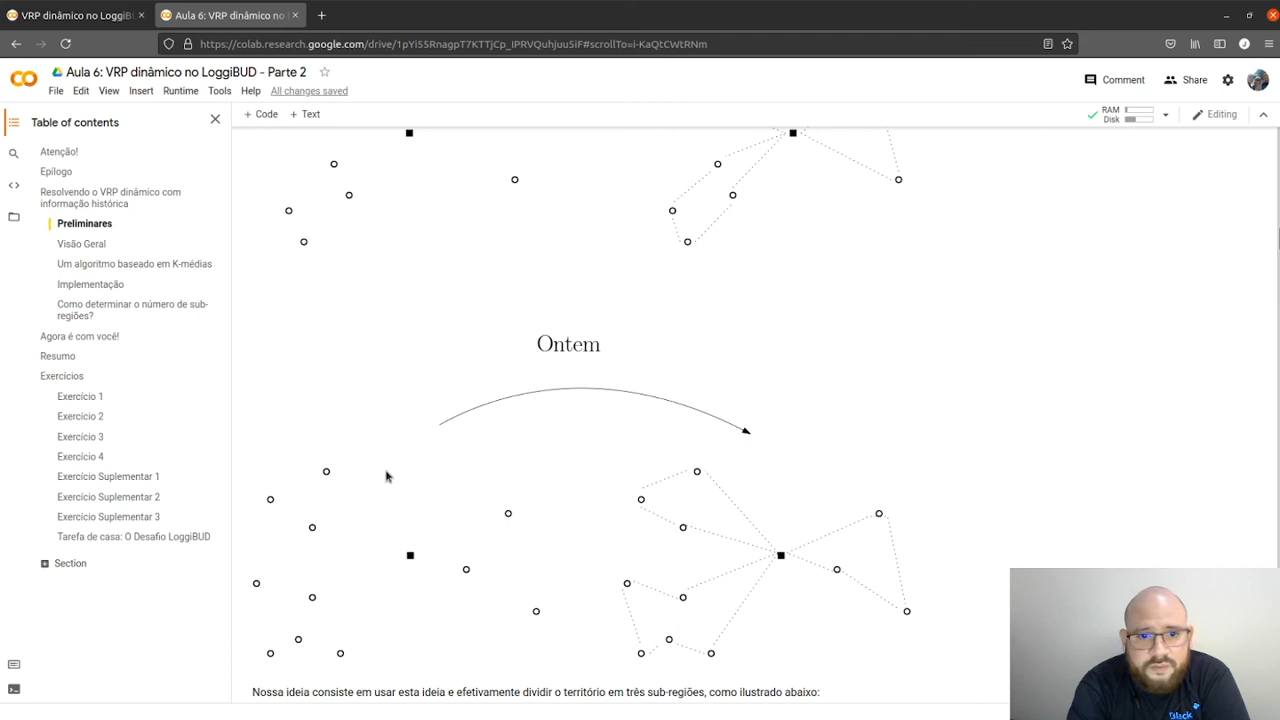 VRP dinâmico no LoggiBUD
Aula 6: VRP dinâmico no L
https://colab.research.google.com/drive/1pYi55RnagpT7KTTjCp_IPRVQuhjuu5iF#scrollTo=i-KaQtCWtRNm
Aula 6: VRP dinâmico no LoggiBUD - Parte 2
File Edit View Insert Runtime Tools Help All changes saved
Comment Share
Table of contents
+ Code + Text
RAM
Disk
Editing
Atenção!
Epílogo
Resolvendo o VRP dinâmico com
informação histórica
Preliminares
Visão Geral
Um algoritmo baseado em K-médias
Implementação
Como determinar o número de sub-
regiões?
Agora é com você!
Resumo
Exercícios
Exercício 1
Exercício 2
Exercício 3
Exercício 4
Exercício Suplementar 1
Exercício Suplementar 2
Exercício Suplementar 3
Tarefa de casa: O Desafio LoggiBUD
Section
Ontem
Nossa ideia consiste em usar esta ideia e efetivamente dividir o território em três sub-regiões, como ilustrado abaixo: